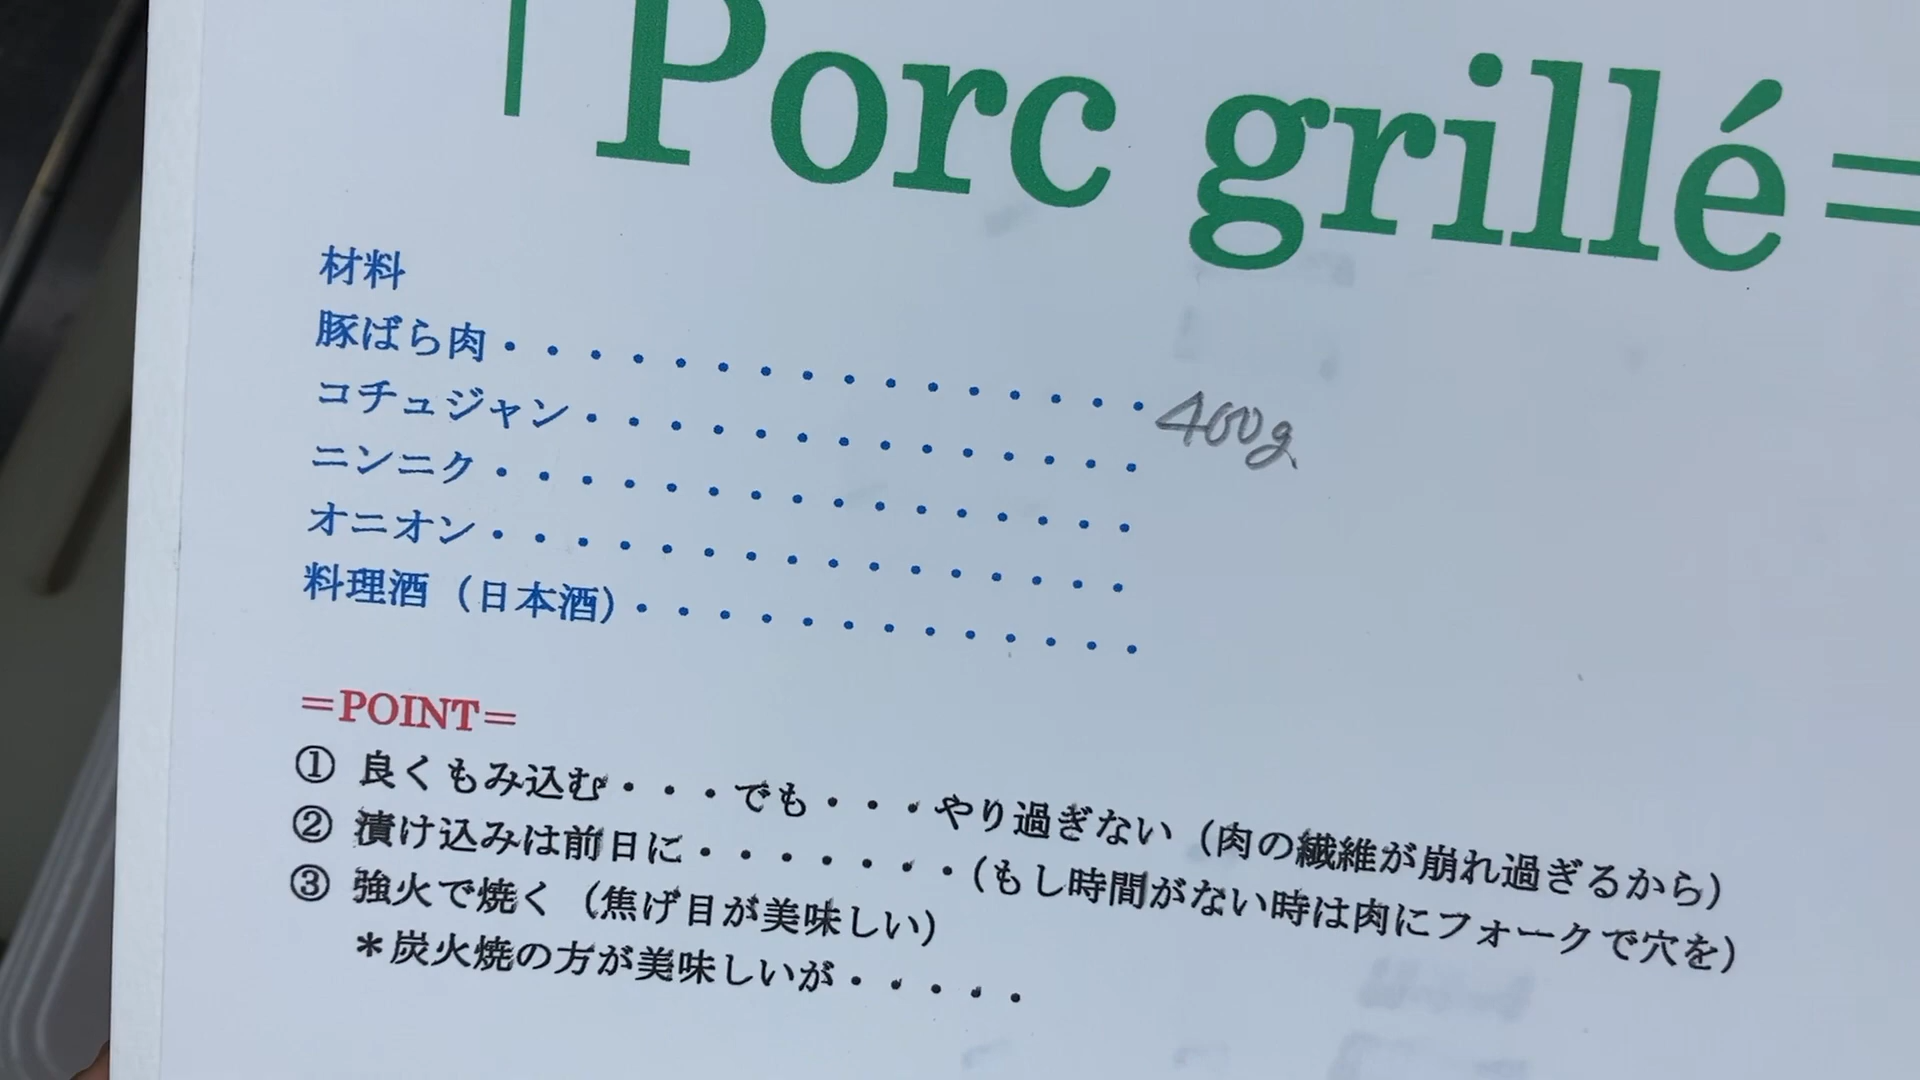 「Porc grillé=
材料
豚ばら肉・・・・・・・・・・・・・・・・400g
コチュジャン・・・・・・・・・・・・・・
ニンニク・・・・・・・・・・・・・・・・
オニオン・・・・・・・・・・・・・・・・
料理酒（日本酒）・・・・・・・・・・・・・
=POINT=
① 良くもみ込む・・・でも・・・やり過ぎない（肉の繊維が崩れ過ぎるから）
② 漬け込みは前日に・・・・・・・（もし時間がない時は肉にフォークで穴を）
③ 強火で焼く（焦げ目が美味しい）
＊炭火焼の方が美味しいが・・・・・